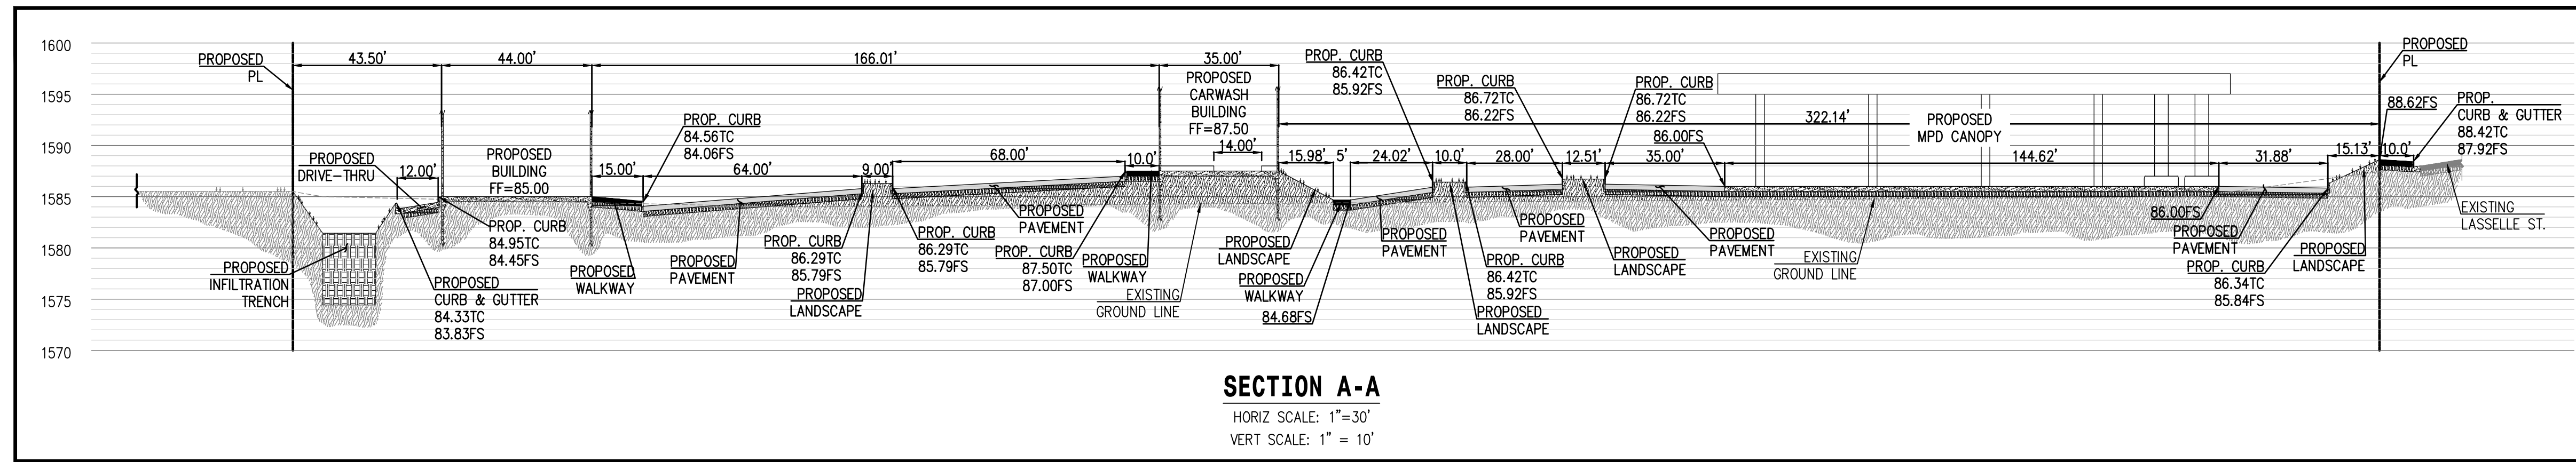 1600
1595
1590
1585
1580
1575
1570
PROPOSED
PL
43.50'
44.00'
166.01'
35.00'
PROPOSED
DRIVE-THRU
12.00'
PROPOSED
BUILDING
FF=85.00
15.00'
PROP. CURB
84.56TC
84.06FS
64.00'
9.00'
68.00'
10.0'
PROPOSED
CARWASH
BUILDING
FF=87.50
14.00'
PROPOSED
INFILTRATION
TRENCH
PROPOSED
CURB & GUTTER
84.33TC
83.83FS
PROP. CURB
84.95TC
84.45FS
PROPOSED
WALKWAY
PROPOSED
PAVEMENT
PROP. CURB
86.29TC
85.79FS
PROPOSED
LANDSCAPE
PROP. CURB
86.29TC
85.79FS
PROPOSED
PAVEMENT
PROP. CURB
87.50TC
87.00FS
PROPOSED
WALKWAY
EXISTING
GROUND LINE
PROP. CURB
86.42TC
85.92FS
PROP. CURB
86.72TC
86.22FS
PROP. CURB
86.72TC
86.22FS
86.00FS
322.14'
PROPOSED
MPD CANOPY
15.98'
5'
24.02'
10.0'
28.00'
12.51'
35.00'
144.62'
31.88'
15.13'
10.0'
PROPOSED
PL
88.62FS
PROP.
CURB & GUTTER
88.42TC
87.92FS
PROPOSED
LANDSCAPE
PROPOSED
WALKWAY
84.68FS
PROPOSED
PAVEMENT
PROP. CURB
86.42TC
85.92FS
PROPOSED
LANDSCAPE
PROPOSED
PAVEMENT
PROPOSED
LANDSCAPE
PROPOSED
PAVEMENT
EXISTING
GROUND LINE
86.00FS
PROPOSED
PAVEMENT
PROP. CURB
86.34TC
85.84FS
PROPOSED
LANDSCAPE
EXISTING
LASSELLE ST.
SECTION A-A
HORIZ SCALE: 1"=30'
VERT SCALE: 1" = 10'